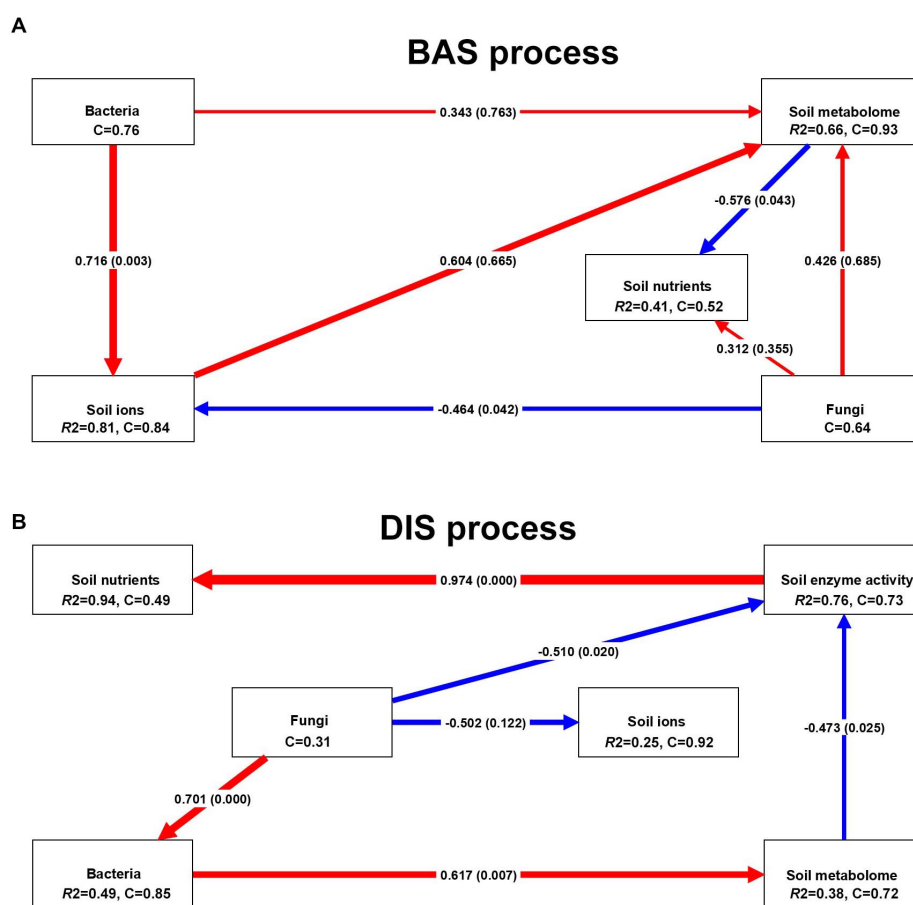 A
BAS process
Bacteria
C=0.76
0.343 (0.763)
Soil metabolome
R2=0.66, C=0.93
-0.576 (0.043)
0.716 (0.003)
0.604 (0.665)
0.426 (0.685)
Soil nutrients
R2=0.41, C=0.52
0.312 (0.355)
Soil ions
R2=0.81, C=0.84
-0.464 (0.042)
Fungi
C=0.64
B
DIS process
Soil nutrients
R2=0.94, C=0.49
0.974 (0.000)
Soil enzyme activity
R2=0.76, C=0.73
-0.510 (0.020)
Fungi
C=0.31
-0.502 (0.122)
Soil ions
R2=0.25, C=0.92
-0.473 (0.025)
0.701 (0.000)
Bacteria
R2=0.49, C=0.85
0.617 (0.007)
Soil metabolome
R2=0.38, C=0.72